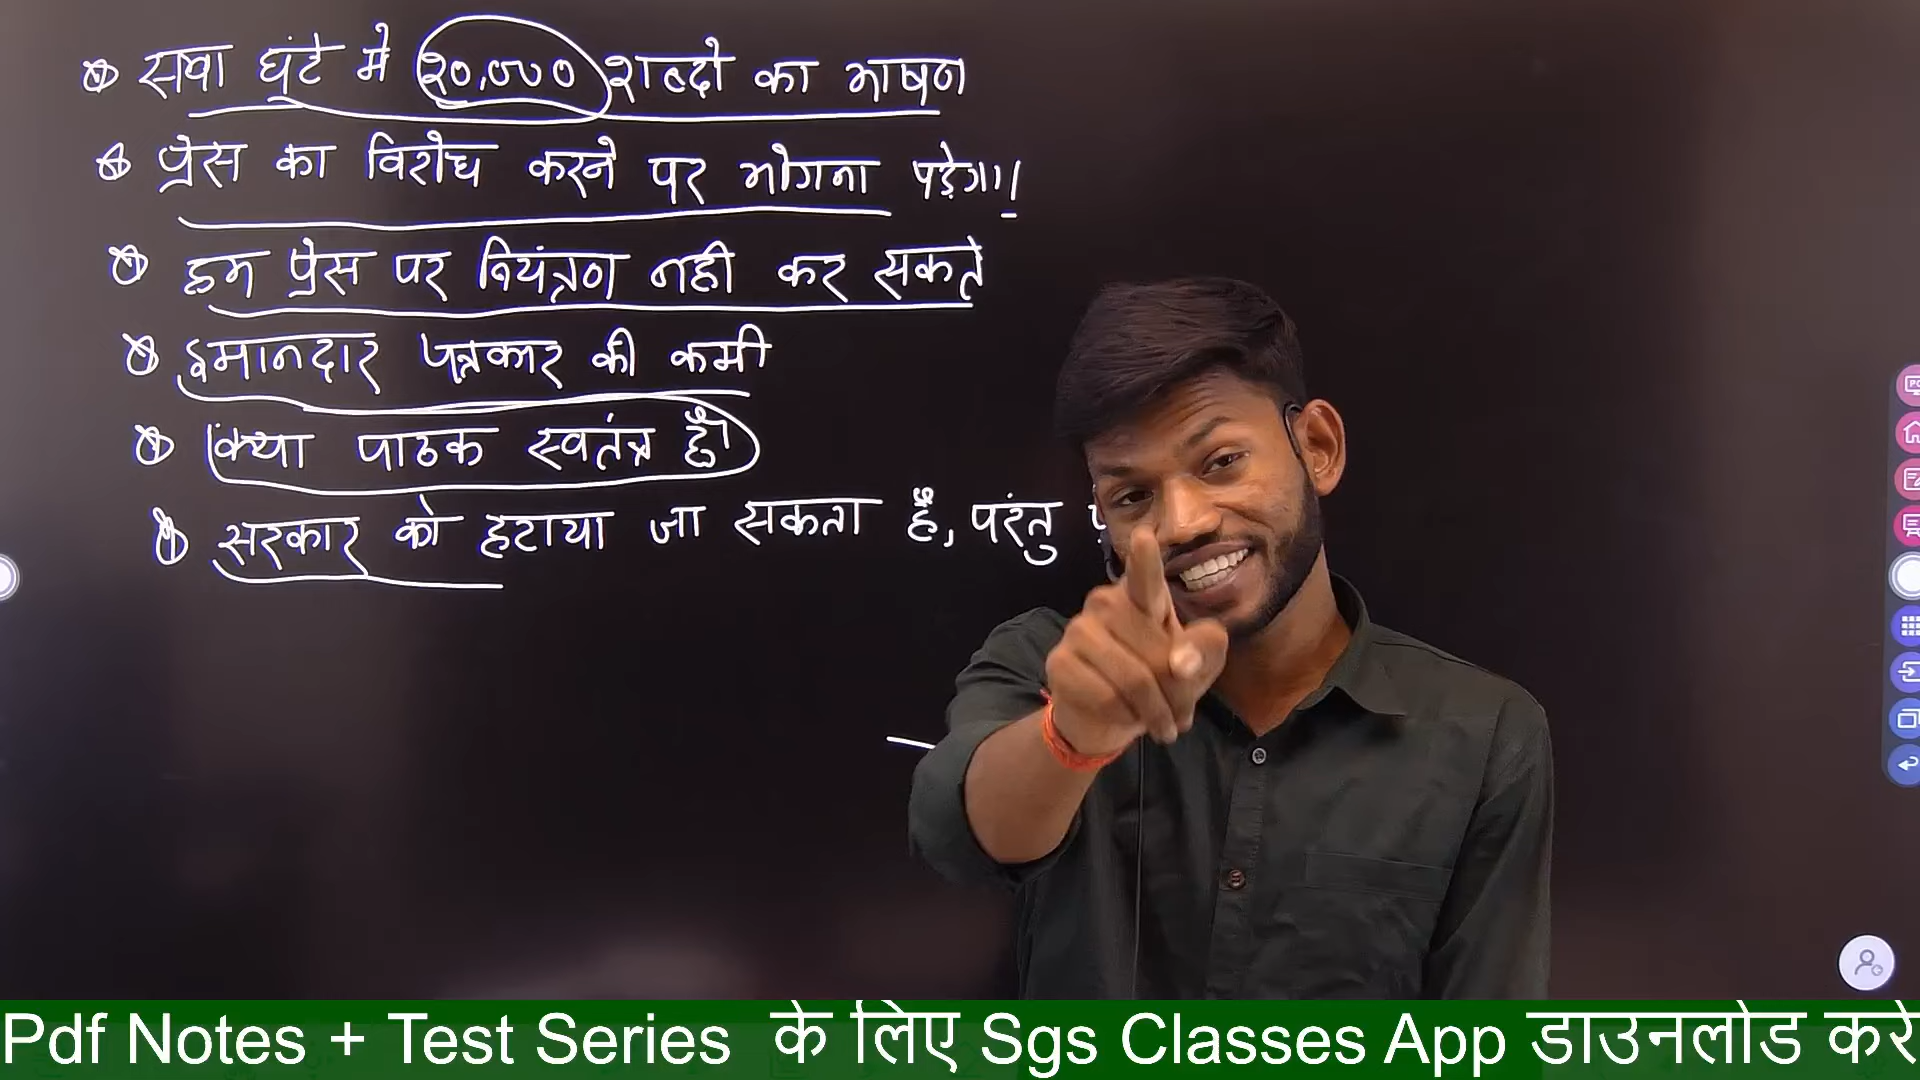 सवा घंटे में 20,000 शब्दों का भाषण
प्रेस का विरोध करने पर भोगना पड़ेगा।
हम प्रेस पर नियंत्रण नही कर सकते
ईमानदार पत्रकार की कमी
क्या पाठक स्वतंत्र हैं
सरकार को हटाया जा सकता हैं, परंतु
Pdf Notes + Test Series के लिए Sgs Classes App डाउनलोड करे